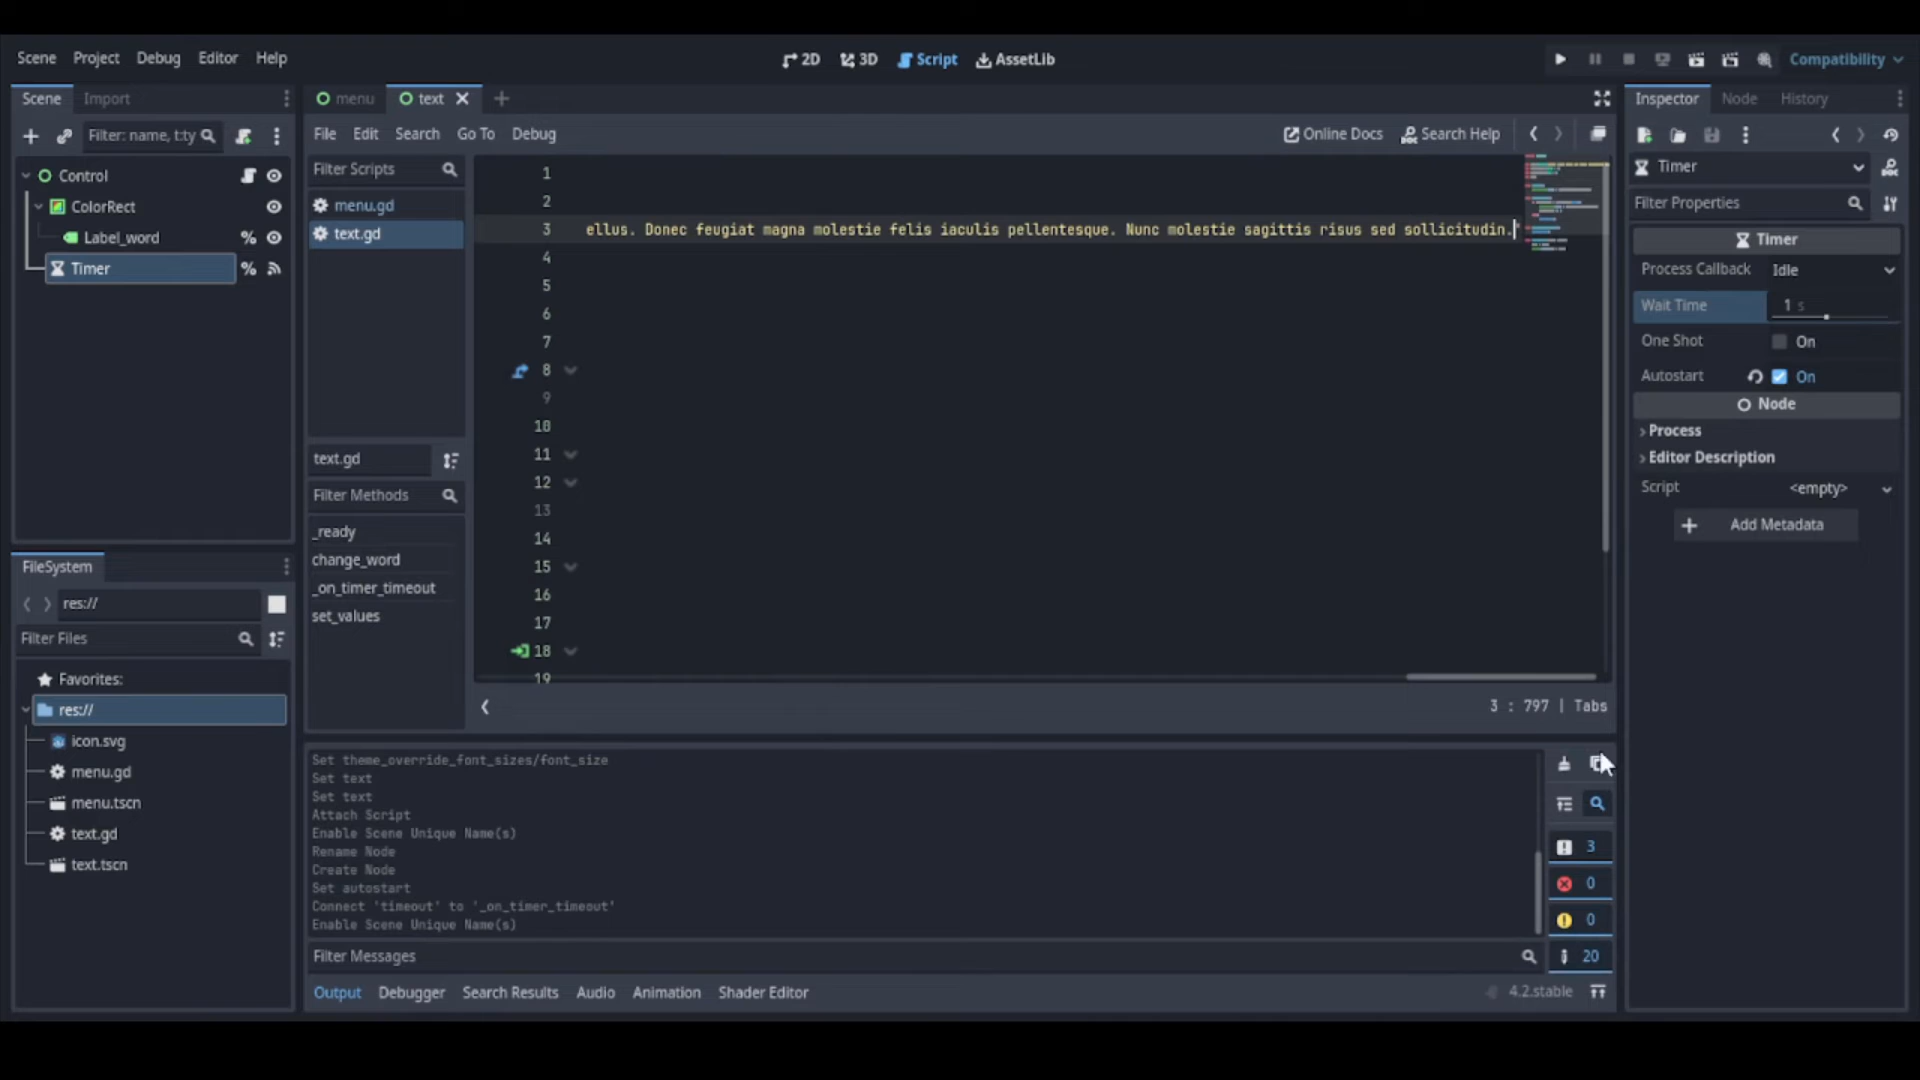 Scene Project Debug Editor Help
2D 3D Script AssetLib
Compatibility
Scene Import
menu text
Inspector Node History
Filter: name, t:ty
File Edit Search Go To Debug
Online Docs Search Help
Filter Scripts
menu.gd
text.gd
Control
ColorRect
Label_word %
Timer %
1
2
3 ellus. Donec feugiat magna molestie felis iaculis pellentesque. Nunc molestie sagittis risus sed sollicitudin."
4
5
6
7
8
9
10
11
12
13
14
15
16
17
18
19
text.gd
Filter Methods
_ready
change_word
_on_timer_timeout
set_values
3 : 797 | Tabs
Timer
Filter Properties
Timer
Process Callback Idle
Wait Time 1 s
One Shot On
Autostart On
Node
Process
Editor Description
Script <empty>
Add Metadata
FileSystem
res://
Filter Files
Favorites:
res://
icon.svg
menu.gd
menu.tscn
text.gd
text.tscn
Set theme_override_font_sizes/font_size
Set text
Set text
Attach Script
Enable Scene Unique Name(s)
Rename Node
Create Node
Set autostart
Connect 'timeout' to '_on_timer_timeout'
Enable Scene Unique Name(s)
3
0
0
20
Filter Messages
Output Debugger Search Results Audio Animation Shader Editor
4.2.stable